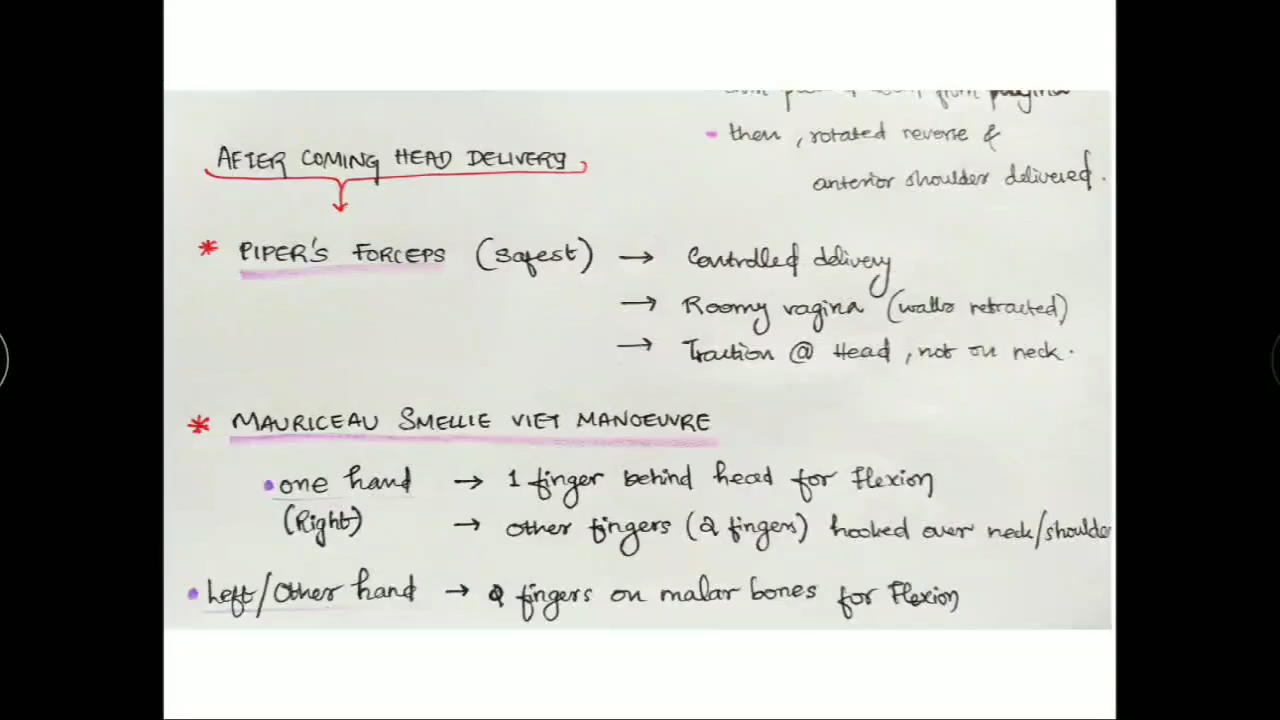 from
- then, rotated reverse &
anterior shoulder delivered.
AFTER COMING HEAD DELIVERY
* PIPER'S FORCEPS (Safest) → Controlled delivery
→ Roomy vagina (walls retracted)
→ Traction @ Head, not on neck.
* MAURICEAU SMELLIE VIET MANOEUVRE
• one hand → 1 finger behind head for Flexion
(Right) → other fingers (2 fingers) hooked over neck/shoulder
• Left/Other hand → 2 fingers on malar bones for Flexion